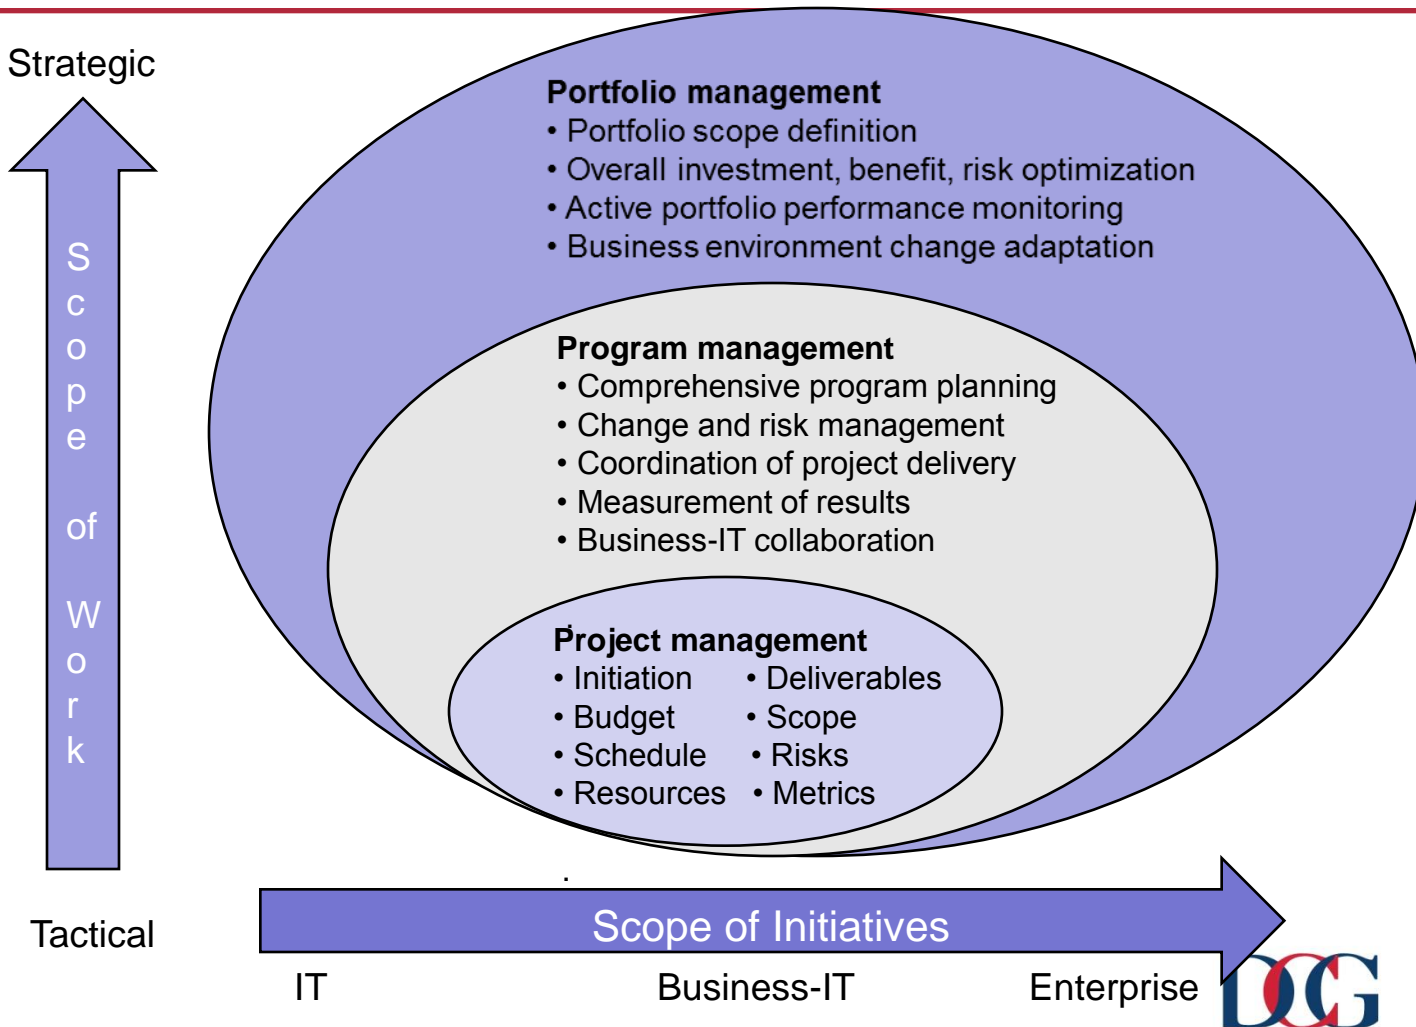 Strategic
Portfolio management
• Portfolio scope definition
• Overall investment, benefit, risk optimization
• Active portfolio performance monitoring
• Business environment change adaptation
Scope of Work
Program management
• Comprehensive program planning
• Change and risk management
• Coordination of project delivery
• Measurement of results
• Business-IT collaboration
Project management
• Initiation • Deliverables
• Budget • Scope
• Schedule • Risks
• Resources • Metrics
Tactical
Scope of Initiatives
IT Business-IT Enterprise
DCG